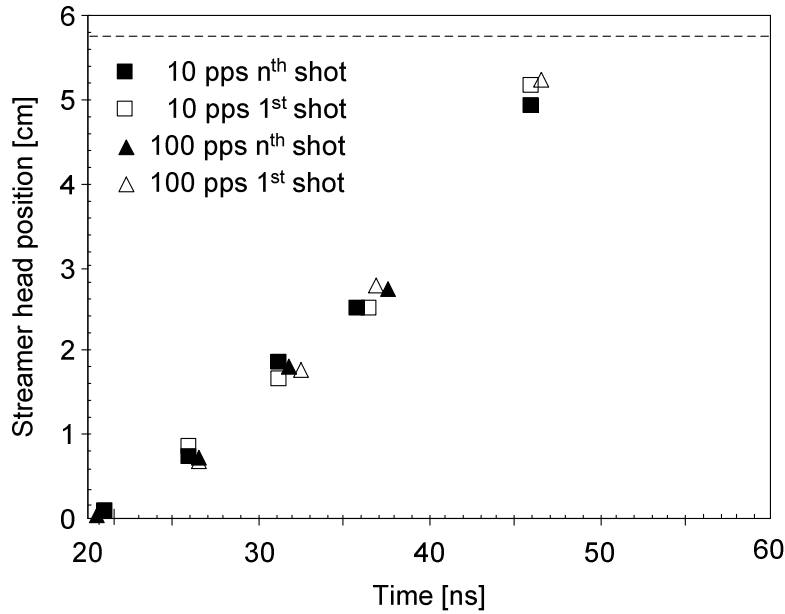 6
5
4
3
2
1
0
Streamer head position [cm]
10 pps nth shot
10 pps 1st shot
100 pps nth shot
100 pps 1st shot
20
30
40
50
60
Time [ns]